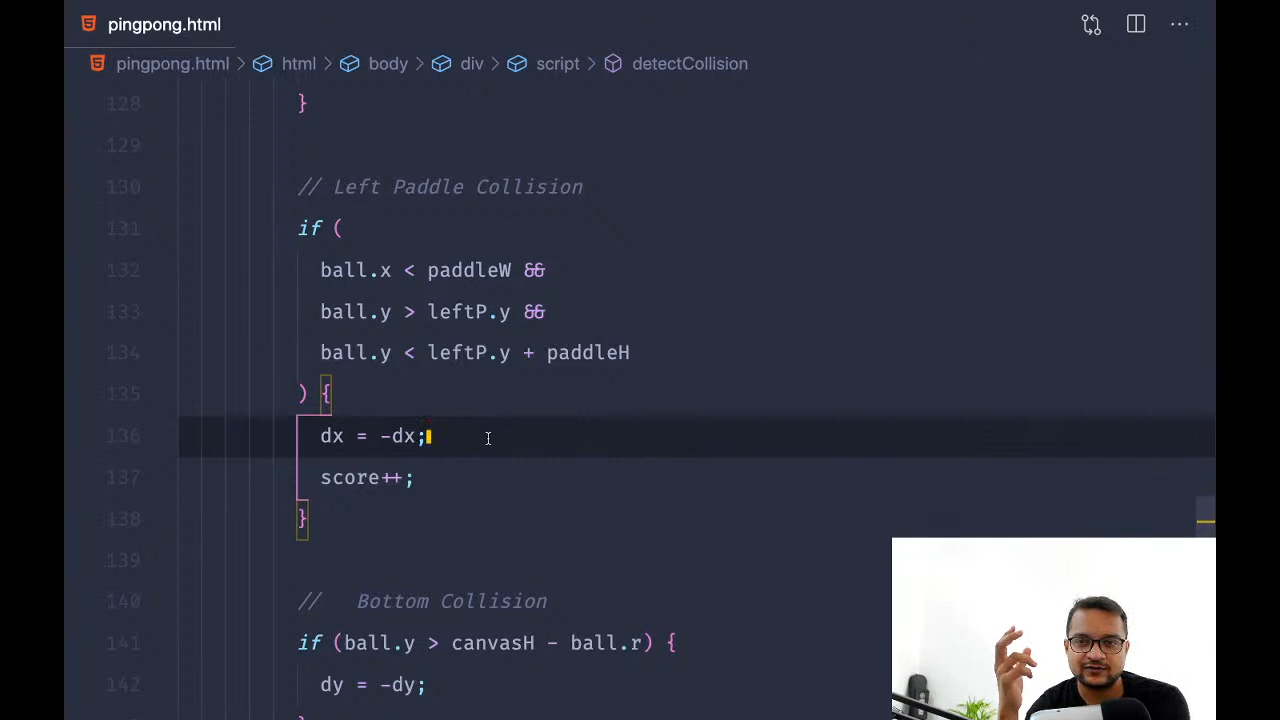 pingpong.html
pingpong.html > html > body > div > script > detectCollision
128 }
129
130 // Left Paddle Collision
131 if (
132 ball.x < paddleW &&
133 ball.y > leftP.y &&
134 ball.y < leftP.y + paddleH
135 ) {
136 dx = -dx;
137 score++;
138 }
139
140 //   Bottom Collision
141 if (ball.y > canvasH - ball.r) {
142 dy = -dy;
}